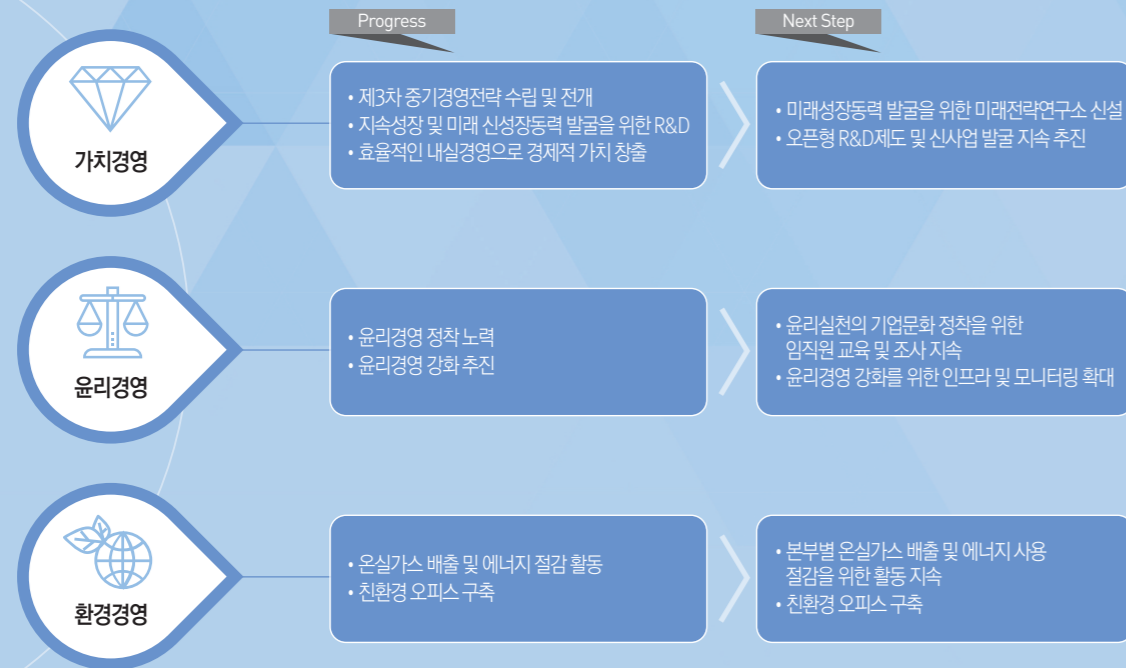 Progress
Next Step
가치경영
• 제3차 중기경영전략 수립 및 전개
• 지속성장 및 미래 신성장동력 발굴을 위한 R&D
• 효율적인 내실경영으로 경제적 가치 창출
• 미래성장동력 발굴을 위한 미래전략연구소 신설
• 오픈형 R&D제도 및 신사업 발굴 지속 추진
윤리경영
• 윤리경영 정착 노력
• 윤리경영 강화 추진
• 윤리실천의 기업문화 정착을 위한
임직원 교육 및 조사 지속
• 윤리경영 강화를 위한 인프라 및 모니터링 확대
환경경영
• 온실가스 배출 및 에너지 절감 활동
• 친환경 오피스 구축
• 본부별 온실가스 배출 및 에너지 사용
절감을 위한 활동 지속
• 친환경 오피스 구축